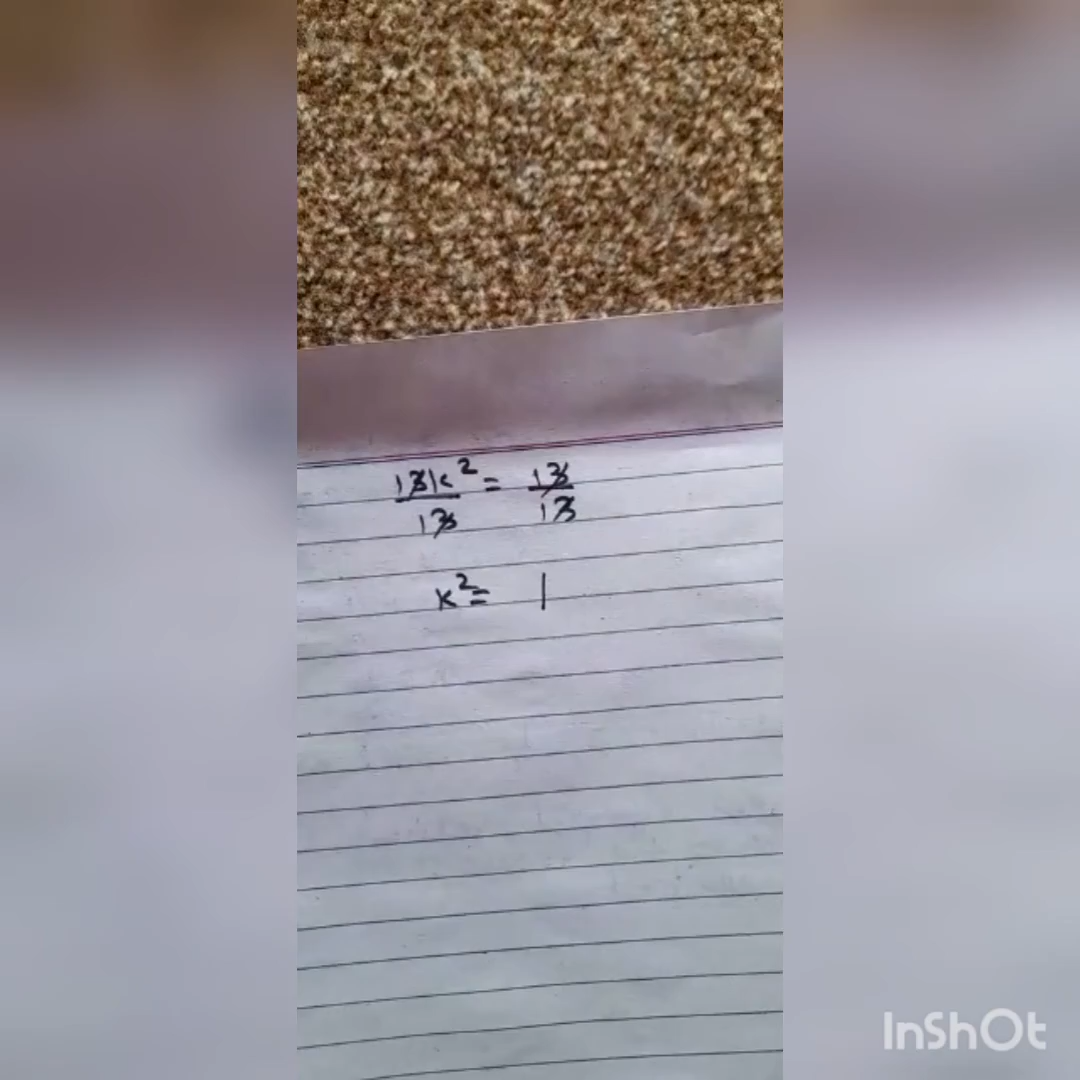 13k² = 13
13 13
k² = 1
InShOt